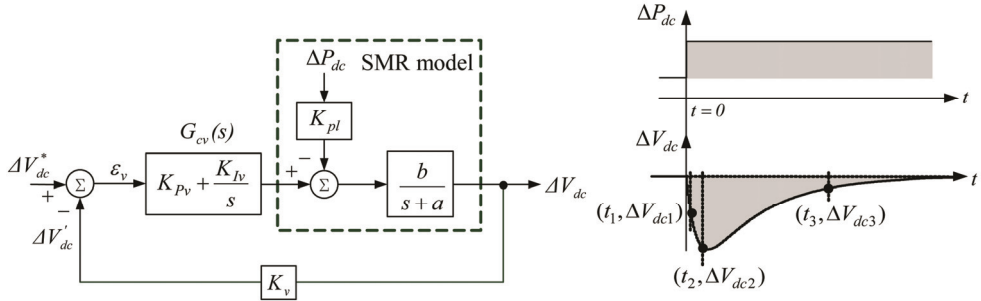 ΔP_dc
SMR model
K_pl
G_cv(s)
ΔV*_dc
Σ
ε_v
K_Pv + K_Iv/s
+ −
Σ
b/(s + a)
ΔV_dc
+
−
ΔV'_dc
K_v
ΔP_dc
t
t = 0
ΔV_dc
t
(t_1, ΔV_dc1)
(t_3, ΔV_dc3)
(t_2, ΔV_dc2)